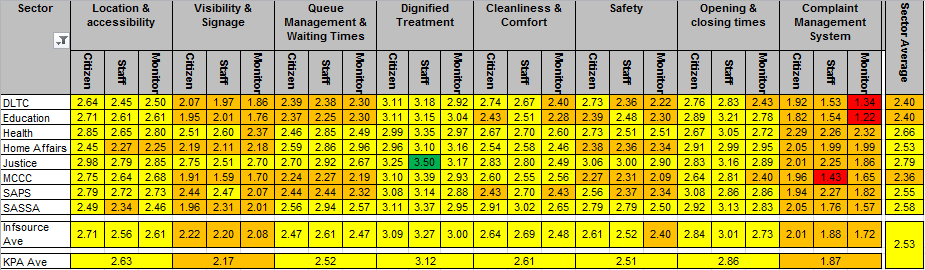 Sector Location & accessibility Visibility & Signage Queue Management & Waiting Times Dignified Treatment Cleanliness & Comfort Safety Opening & closing times Complaint Management System Sector Average
Citizen Staff Monitor Citizen Staff Monitor Citizen Staff Monitor Citizen Staff Monitor Citizen Staff Monitor Citizen Staff Monitor Citizen Staff Monitor Citizen Staff Monitor
DLTC 2.64 2.45 2.50 2.07 1.97 1.86 2.39 2.38 2.30 3.11 3.18 2.92 2.74 2.67 2.40 2.73 2.36 2.22 2.76 2.83 2.43 1.92 1.53 1.34 2.40
Education 2.71 2.61 2.61 1.95 2.01 1.76 2.37 2.25 2.30 3.11 3.15 3.04 2.43 2.51 2.28 2.39 2.48 2.30 2.89 3.21 2.78 1.82 1.54 1.22 2.40
Health 2.85 2.65 2.80 2.51 2.60 2.37 2.46 2.85 2.49 2.99 3.35 2.97 2.67 2.70 2.60 2.73 2.51 2.51 2.67 3.05 2.72 2.29 2.26 2.32 2.66
Home Affairs 2.45 2.27 2.25 2.19 2.11 2.18 2.59 2.86 2.96 2.96 3.10 3.16 2.54 2.52 2.58 2.38 2.36 2.34 2.91 2.99 2.95 2.05 1.99 1.99 2.53
Justice 2.98 2.79 2.85 2.75 2.51 2.70 2.70 2.92 2.67 3.25 3.50 3.17 2.83 2.80 2.49 3.06 3.00 2.90 2.83 3.16 2.89 2.01 2.25 1.86 2.79
MCCC 2.75 2.64 2.68 1.91 1.59 1.70 2.24 2.27 2.19 3.10 3.39 2.93 2.60 2.55 2.56 2.27 2.31 2.09 2.64 2.81 2.40 1.96 1.43 1.65 2.36
SAPS 2.79 2.72 2.73 2.44 2.47 2.07 2.44 2.44 2.32 3.08 3.14 2.88 2.43 2.70 2.43 2.56 2.37 2.34 3.08 2.86 2.86 1.94 2.27 1.82 2.55
SASSA 2.49 2.34 2.46 1.96 2.31 2.01 2.56 2.94 2.57 3.11 3.37 2.95 2.91 3.02 2.65 2.79 2.79 2.50 2.92 3.13 2.83 2.05 1.76 1.57 2.58
Infsource Ave 2.71 2.56 2.61 2.22 2.20 2.08 2.47 2.61 2.47 3.09 3.27 3.00 2.64 2.69 2.48 2.61 2.52 2.40 2.84 3.01 2.73 2.01 1.88 1.72 2.53
KPA Ave 2.63 2.17 2.52 3.12 2.61 2.51 2.86 1.87